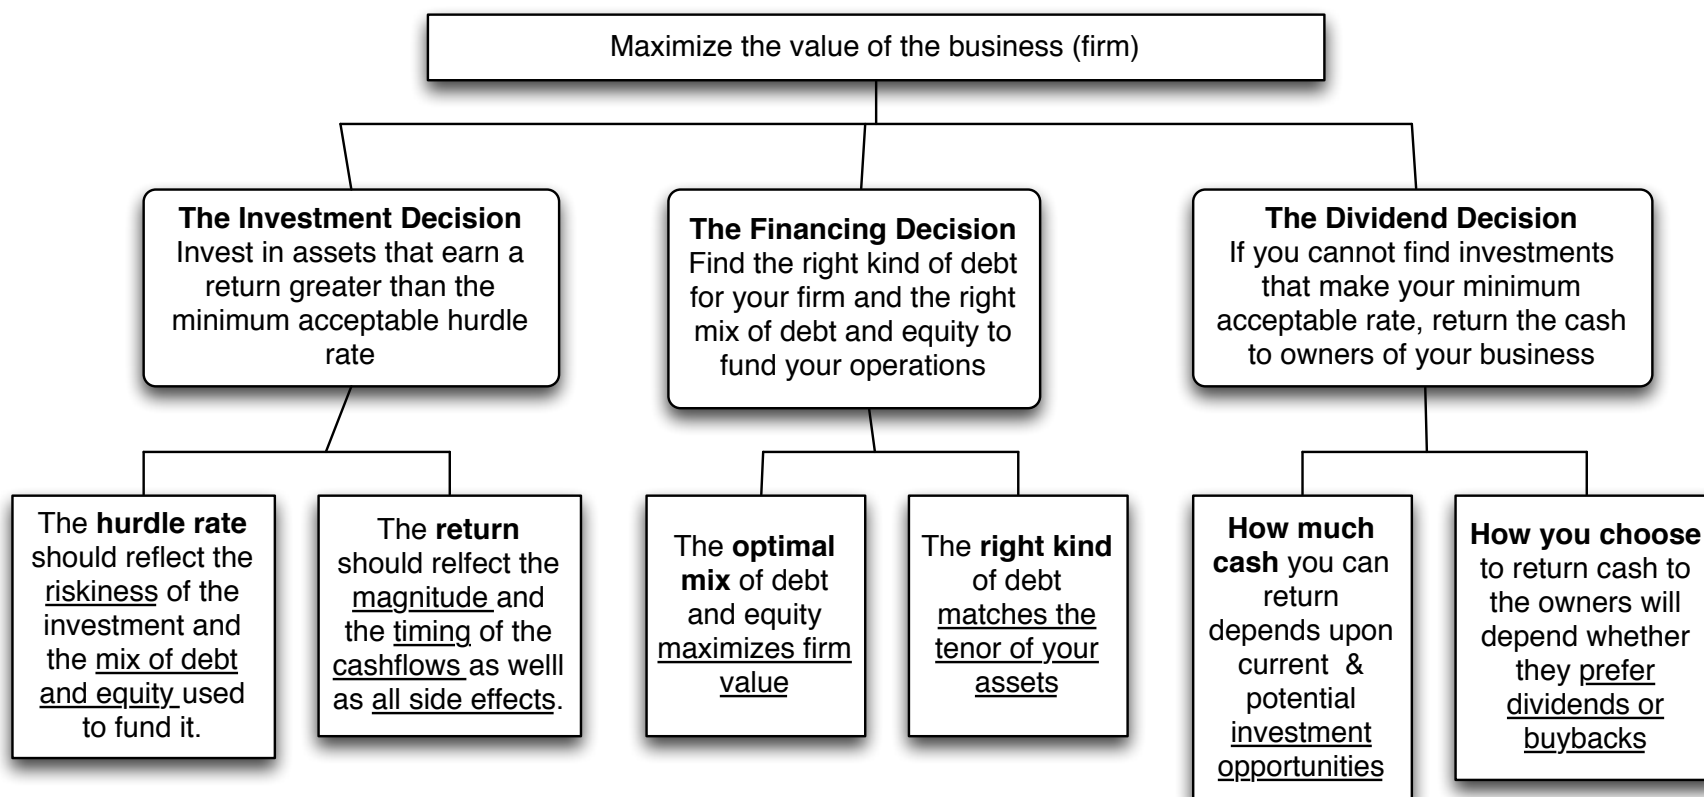 Maximize the value of the business (firm)
The Investment Decision
Invest in assets that earn a
return greater than the
minimum acceptable hurdle
rate
The Financing Decision
Find the right kind of debt
for your firm and the right
mix of debt and equity to
fund your operations
The Dividend Decision
If you cannot find investments
that make your minimum
acceptable rate, return the cash
to owners of your business
The hurdle rate
should reflect the
riskiness of the
investment and
the mix of debt
and equity used
to fund it.
The return
should relfect the
magnitude and
the timing of the
cashflows as welll
as all side effects.
The optimal
mix of debt
and equity
maximizes firm
value
The right kind
of debt
matches the
tenor of your
assets
How much
cash you can
return
depends upon
current &
potential
investment
opportunities
How you choose
to return cash to
the owners will
depend whether
they prefer
dividends or
buybacks